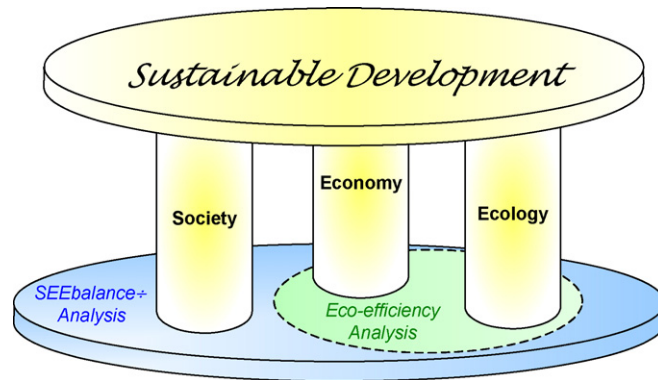 Sustainable Development
Economy
Society
Ecology
SEEbalance÷
Analysis
Eco-efficiency
Analysis